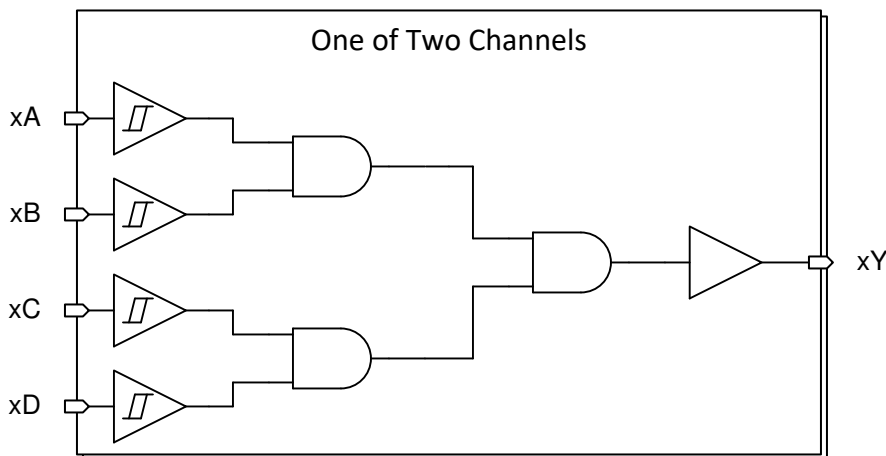 One of Two Channels
xA
xB
xC
xD
xY